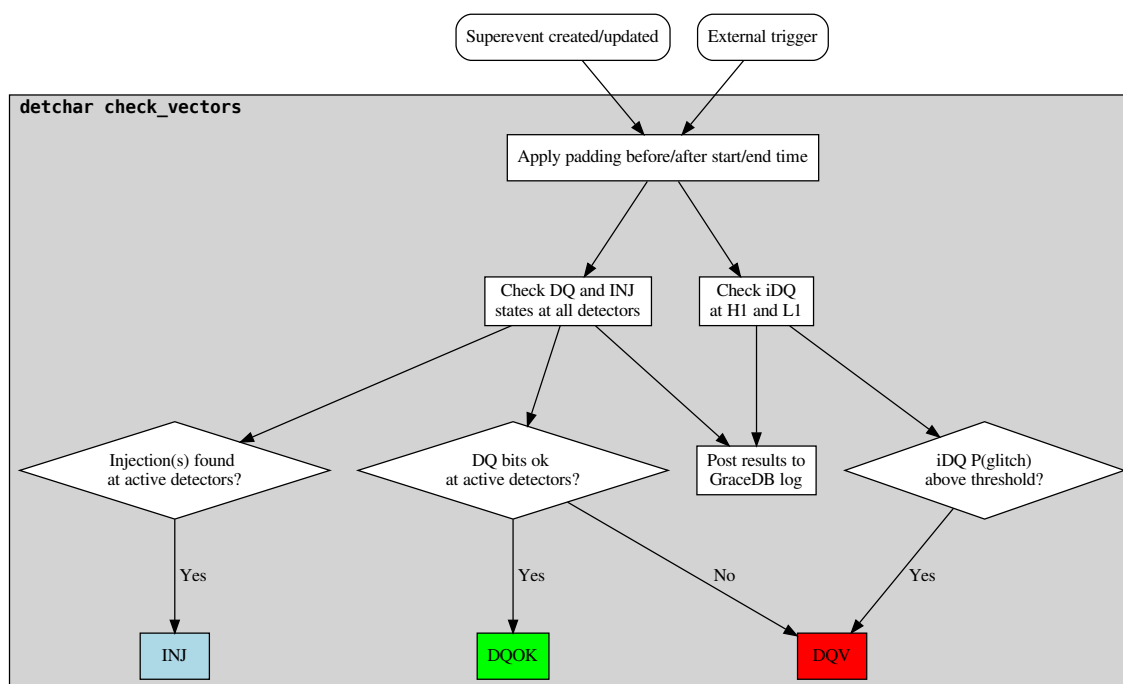 Superevent created/updated
External trigger
detchar check_vectors
Apply padding before/after start/end time
Check DQ and INJ
states at all detectors
Check iDQ
at H1 and L1
Injection(s) found
at active detectors?
DQ bits ok
at active detectors?
Post results to
GraceDB log
iDQ P(glitch)
above threshold?
Yes
Yes
No
Yes
INJ
DQOK
DQV